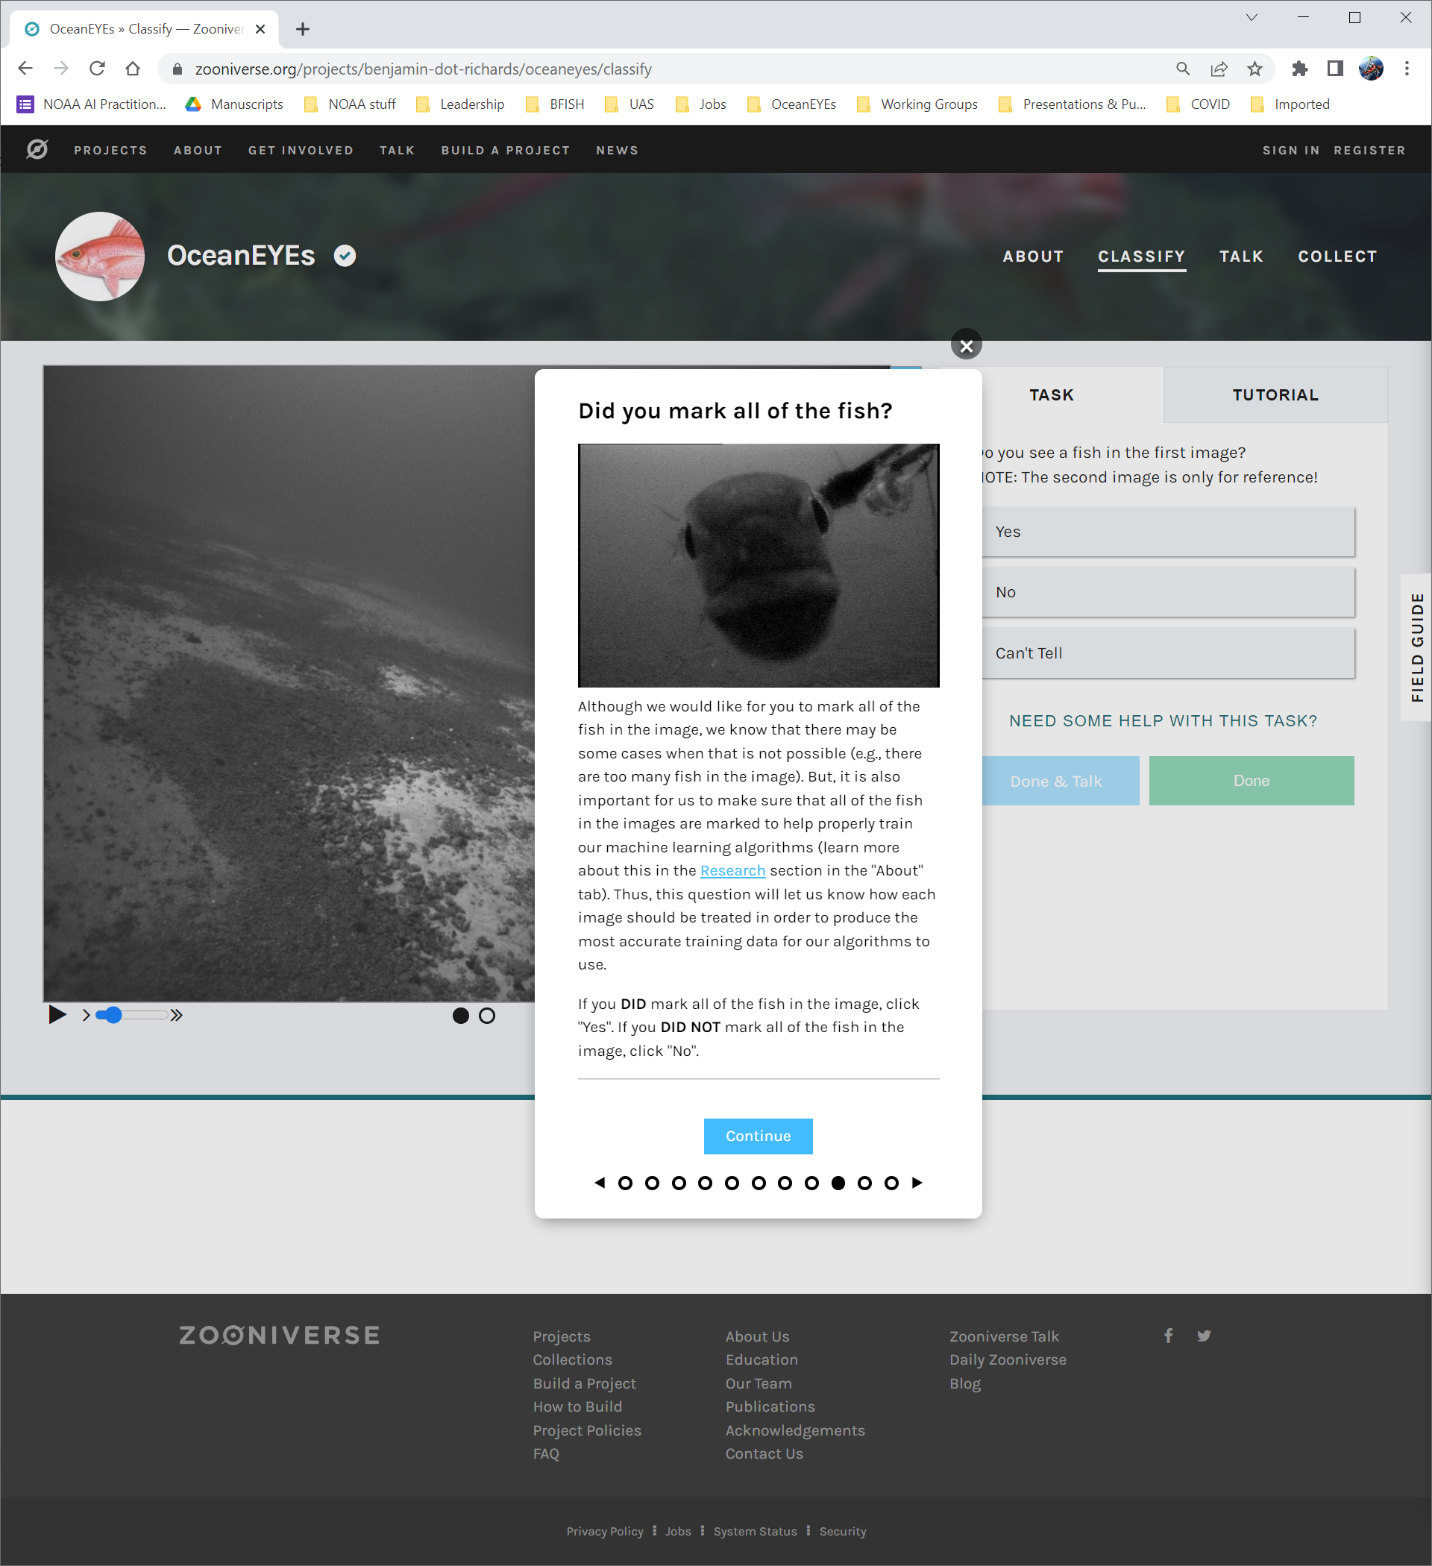 OceanEYEs » Classify — Zooniver
zooniverse.org/projects/benjamin-dot-richards/oceaneyes/classify
NOAA AI Practition... Manuscripts NOAA stuff Leadership BFISH UAS Jobs OceanEYEs Working Groups Presentations & Pu... COVID Imported
PROJECTS ABOUT GET INVOLVED TALK BUILD A PROJECT NEWS SIGN IN REGISTER
OceanEYEs ABOUT CLASSIFY TALK COLLECT
Did you mark all of the fish?
Although we would like for you to mark all of the
fish in the image, we know that there may be
some cases when that is not possible (e.g., there
are too many fish in the image). But, it is also
important for us to make sure that all of the fish
in the images are marked to help properly train
our machine learning algorithms (learn more
about this in the Research section in the "About"
tab). Thus, this question will let us know how each
image should be treated in order to produce the
most accurate training data for our algorithms to
use.
If you DID mark all of the fish in the image, click
"Yes". If you DID NOT mark all of the fish in the
image, click "No".
Continue
TASK TUTORIAL
o you see a fish in the first image?
OTE: The second image is only for reference!
Yes
No
Can't Tell
NEED SOME HELP WITH THIS TASK?
Done & Talk Done
FIELD GUIDE
ZOONIVERSE
Projects
Collections
Build a Project
How to Build
Project Policies
FAQ
About Us
Education
Our Team
Publications
Acknowledgements
Contact Us
Zooniverse Talk
Daily Zooniverse
Blog
Privacy Policy Jobs System Status Security